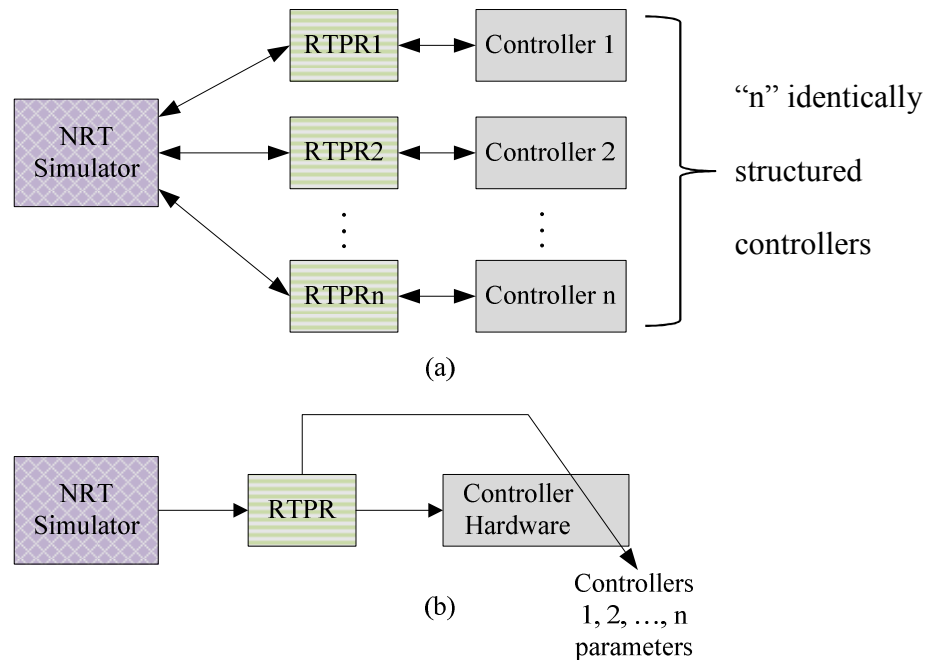 NRT
Simulator
RTPR1
Controller 1
RTPR2
Controller 2
RTPRn
Controller n
“n” identically
structured
controllers
(a)
NRT
Simulator
RTPR
Controller
Hardware
Controllers
1, 2, …, n
parameters
(b)